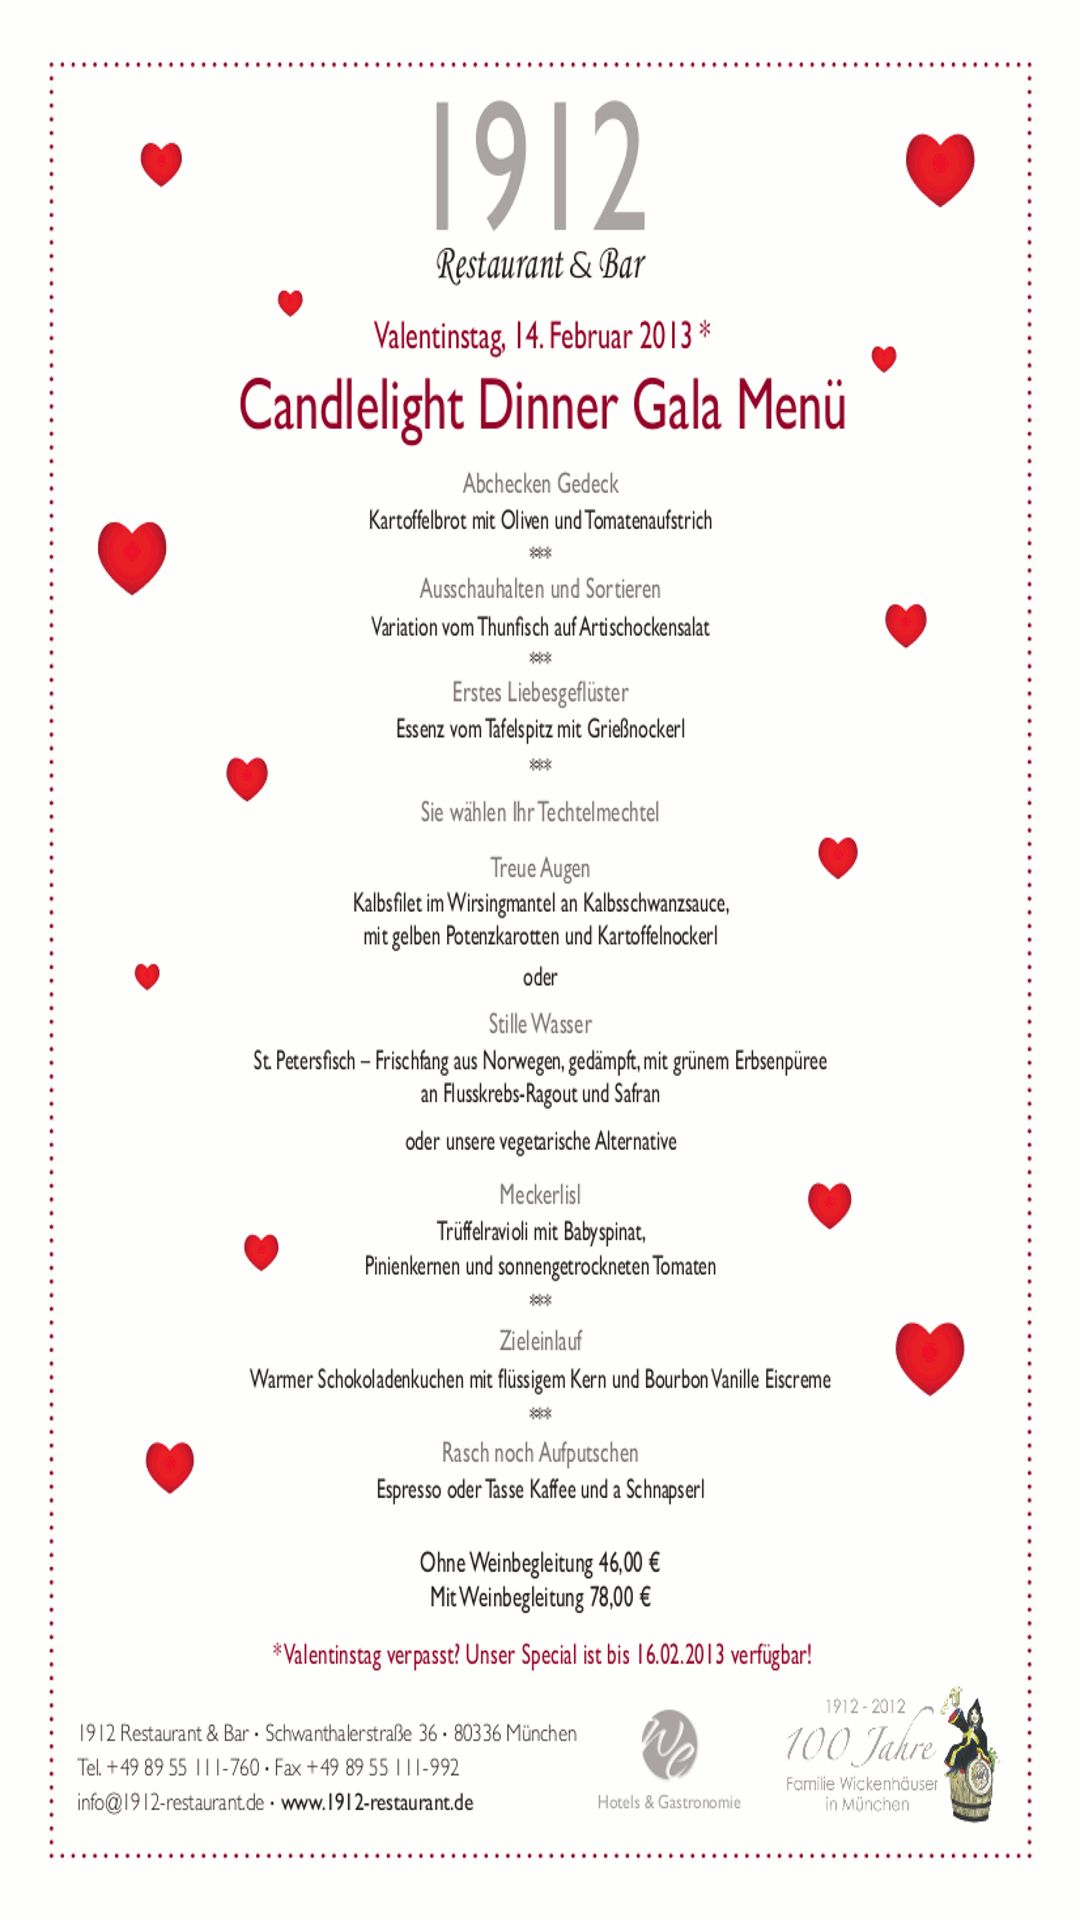 1912
Restaurant & Bar
Valentinstag, 14. Februar 2013 *
Candlelight Dinner Gala Menü
Abchecken Gedeck
Kartoffelbrot mit Oliven und Tomatenaufstrich
***
Ausschauhalten und Sortieren
Variation vom Thunfisch auf Artischockensalat
***
Erstes Liebesgeflüster
Essenz vom Tafelspitz mit Grießnockerl
***
Sie wählen Ihr Techtelmechtel
Treue Augen
Kalbsfilet im Wirsingmantel an Kalbsschwanzsauce,
mit gelben Potenzkarotten und Kartoffelnockerl
oder
Stille Wasser
St. Petersfisch – Frischfang aus Norwegen, gedämpft, mit grünem Erbsenpüree
an Flusskrebs-Ragout und Safran
oder unsere vegetarische Alternative
Meckerlisl
Trüffelravioli mit Babyspinat,
Pinienkernen und sonnengetrockneten Tomaten
***
Zieleinlauf
Warmer Schokoladenkuchen mit flüssigem Kern und Bourbon Vanille Eiscreme
***
Rasch noch Aufputschen
Espresso oder Tasse Kaffee und a Schnapserl
Ohne Weinbegleitung 46,00 €
Mit Weinbegleitung 78,00 €
* Valentinstag verpasst? Unser Special ist bis 16.02.2013 verfügbar!
1912 Restaurant & Bar · Schwanthalerstraße 36 · 80336 München
Tel. +49 89 55 111-760 · Fax +49 89 55 111-992
info@1912-restaurant.de · www.1912-restaurant.de
Hotels & Gastronomie
1912 - 2012
100 Jahre
Familie Wickenhäuser
in München